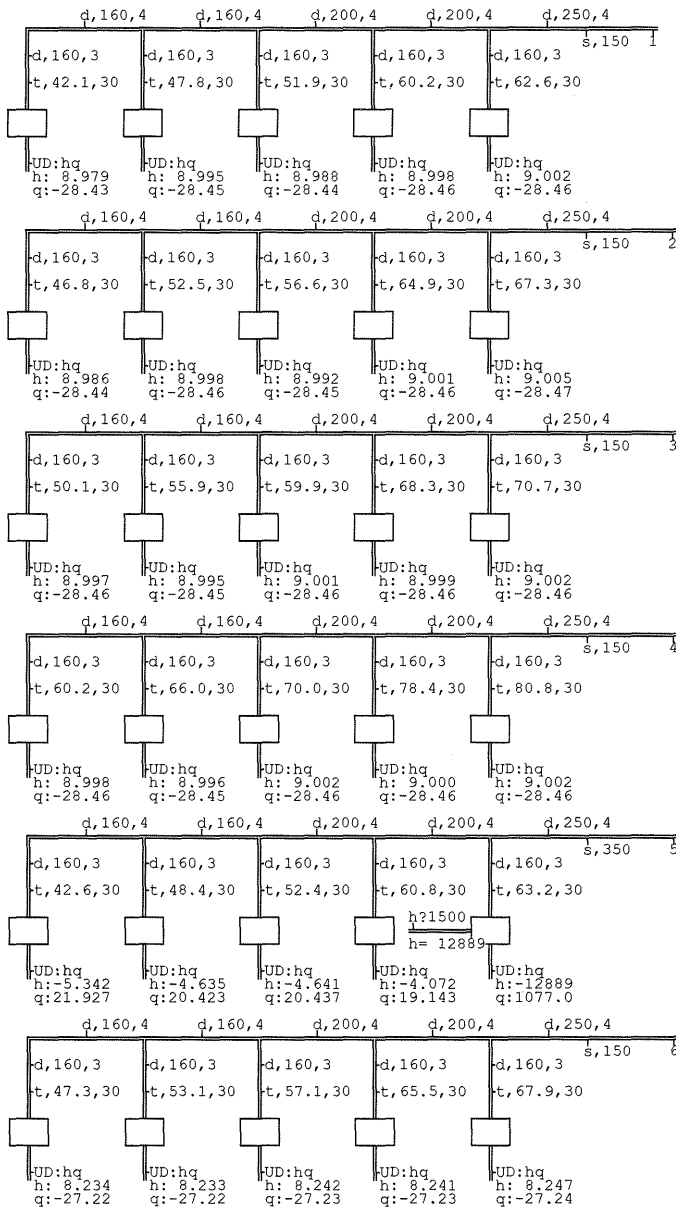 d,160,4 d,160,4 d,200,4 d,200,4 d,250,4
s,150 1
d,160,3 d,160,3 d,160,3 d,160,3 d,160,3
t,42.1,30 t,47.8,30 t,51.9,30 t,60.2,30 t,62.6,30
UD:hq UD:hq UD:hq UD:hq UD:hq
h: 8.979 h: 8.995 h: 8.988 h: 8.998 h: 9.002
q:-28.43 q:-28.45 q:-28.44 q:-28.46 q:-28.46
d,160,4 d,160,4 d,200,4 d,200,4 d,250,4
s,150 2
d,160,3 d,160,3 d,160,3 d,160,3 d,160,3
t,46.8,30 t,52.5,30 t,56.6,30 t,64.9,30 t,67.3,30
UD:hq UD:hq UD:hq UD:hq UD:hq
h: 8.986 h: 8.998 h: 8.992 h: 9.001 h: 9.005
q:-28.44 q:-28.46 q:-28.45 q:-28.46 q:-28.47
d,160,4 d,160,4 d,200,4 d,200,4 d,250,4
s,150 3
d,160,3 d,160,3 d,160,3 d,160,3 d,160,3
t,50.1,30 t,55.9,30 t,59.9,30 t,68.3,30 t,70.7,30
UD:hq UD:hq UD:hq UD:hq UD:hq
h: 8.997 h: 8.995 h: 9.001 h: 8.999 h: 9.002
q:-28.46 q:-28.45 q:-28.46 q:-28.46 q:-28.46
d,160,4 d,160,4 d,200,4 d,200,4 d,250,4
s,150 4
d,160,3 d,160,3 d,160,3 d,160,3 d,160,3
t,60.2,30 t,66.0,30 t,70.0,30 t,78.4,30 t,80.8,30
UD:hq UD:hq UD:hq UD:hq UD:hq
h: 8.998 h: 8.996 h: 9.002 h: 9.000 h: 9.002
q:-28.46 q:-28.45 q:-28.46 q:-28.46 q:-28.46
d,160,4 d,160,4 d,200,4 d,200,4 d,250,4
s,350 5
d,160,3 d,160,3 d,160,3 d,160,3 d,160,3
t,42.6,30 t,48.4,30 t,52.4,30 t,60.8,30 t,63.2,30
h?1500
h= 12889
UD:hq UD:hq UD:hq UD:hq UD:hq
h:-5.342 h:-4.635 h:-4.641 h:-4.072 h:-12889
q:21.927 q:20.423 q:20.437 q:19.143 q:1077.0
d,160,4 d,160,4 d,200,4 d,200,4 d,250,4
s,150 6
d,160,3 d,160,3 d,160,3 d,160,3 d,160,3
t,47.3,30 t,53.1,30 t,57.1,30 t,65.5,30 t,67.9,30
UD:hq UD:hq UD:hq UD:hq UD:hq
h: 8.234 h: 8.233 h: 8.242 h: 8.241 h: 8.247
q:-27.22 q:-27.22 q:-27.23 q:-27.23 q:-27.24